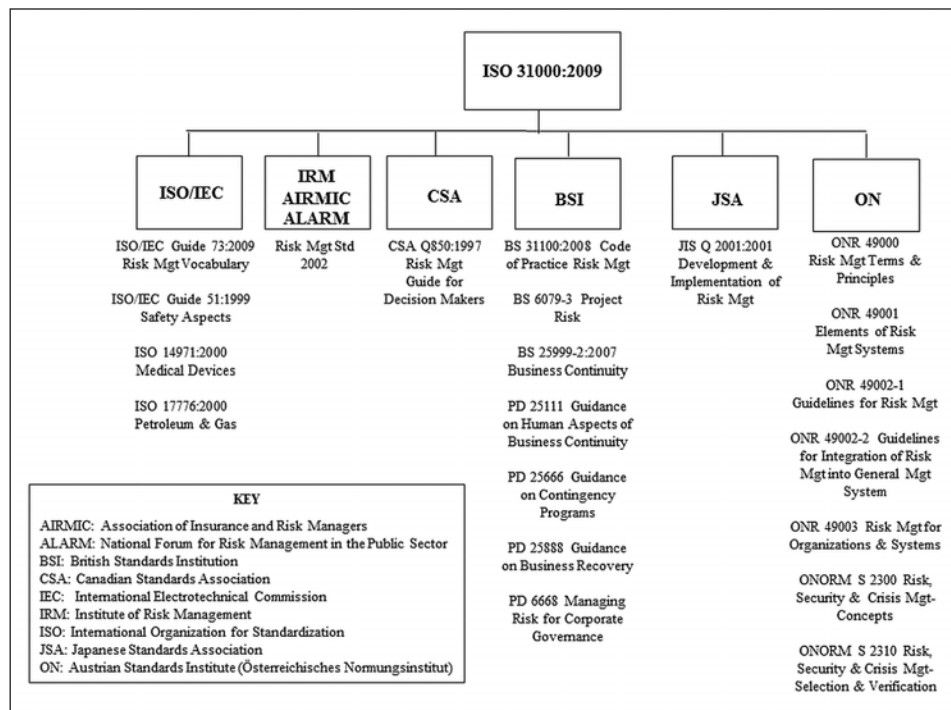 ISO 31000:2009
ISO/IEC
ISO/IEC Guide 73:2009
Risk Mgt Vocabulary
ISO/IEC Guide 51:1999
Safety Aspects
ISO 14971:2000
Medical Devices
ISO 17776:2000
Petroleum & Gas
IRM
AIRMIC
ALARM
Risk Mgt Std
2002
CSA
CSA Q850:1997
Risk Mgt
Guide for
Decision Makers
BSI
BS 31100:2008 Code
of Practice Risk Mgt
BS 6079-3 Project
Risk
BS 25999-2:2007
Business Continuity
PD 25111 Guidance
on Human Aspects of
Business Continuity
PD 25666 Guidance
on Contingency
Programs
PD 25888 Guidance
on Business Recovery
PD 6668 Managing
Risk for Corporate
Governance
JSA
JIS Q 2001:2001
Development &
Implementation of
Risk Mgt
ON
ONR 49000
Risk Mgt Terms &
Principles
ONR 49001
Elements of Risk
Mgt Systems
ONR 49002-1
Guidelines for Risk Mgt
ONR 49002-2 Guidelines
for Integration of Risk
Mgt into General Mgt
System
ONR 49003 Risk Mgt for
Organizations & Systems
ONORM S 2300 Risk,
Security & Crisis Mgt-
Concepts
ONORM S 2310 Risk,
Security & Crisis Mgt-
Selection & Verification
KEY
AIRMIC: Association of Insurance and Risk Managers
ALARM: National Forum for Risk Management in the Public Sector
BSI: British Standards Institution
CSA: Canadian Standards Association
IEC: International Electrotechnical Commission
IRM: Institute of Risk Management
ISO: International Organization for Standardization
JSA: Japanese Standards Association
ON: Austrian Standards Institute (Österreichisches Normungsinstitut)